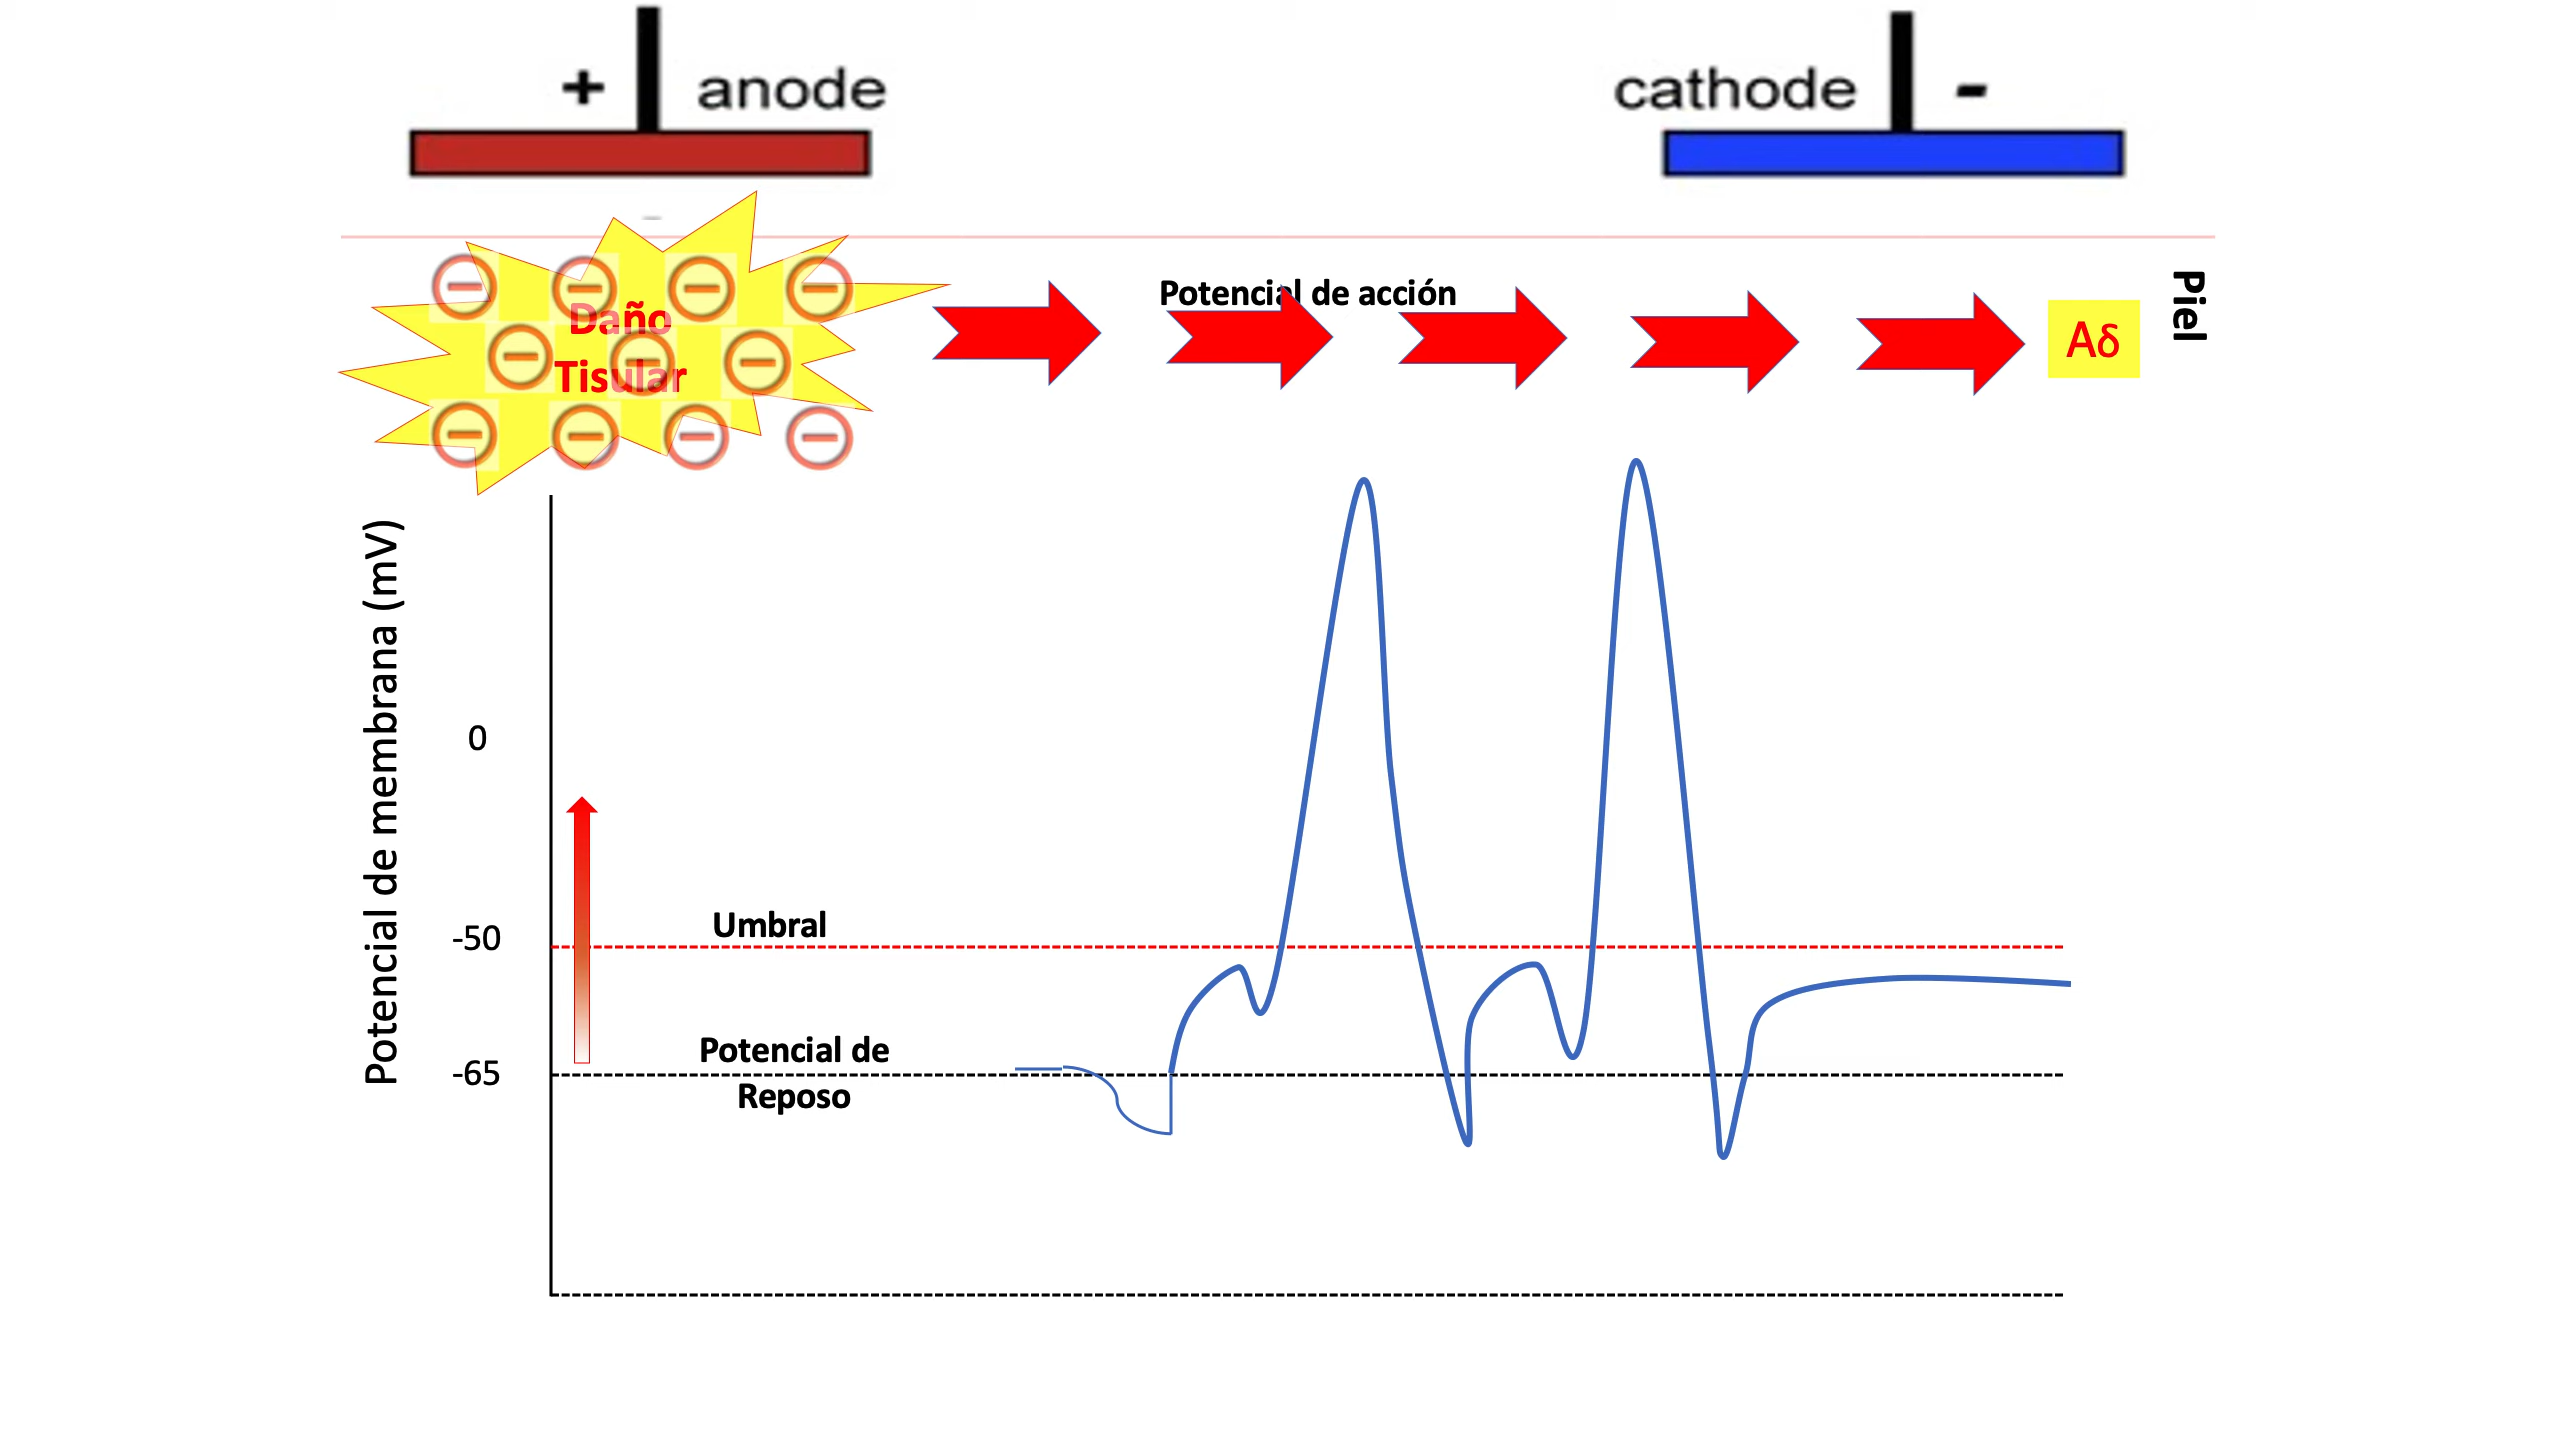 + anode
cathode -
Daño
Tisular
Potencial de acción
Aδ
Piel
Potencial de membrana (mV)
0
-50
Umbral
-65
Potencial de
Reposo